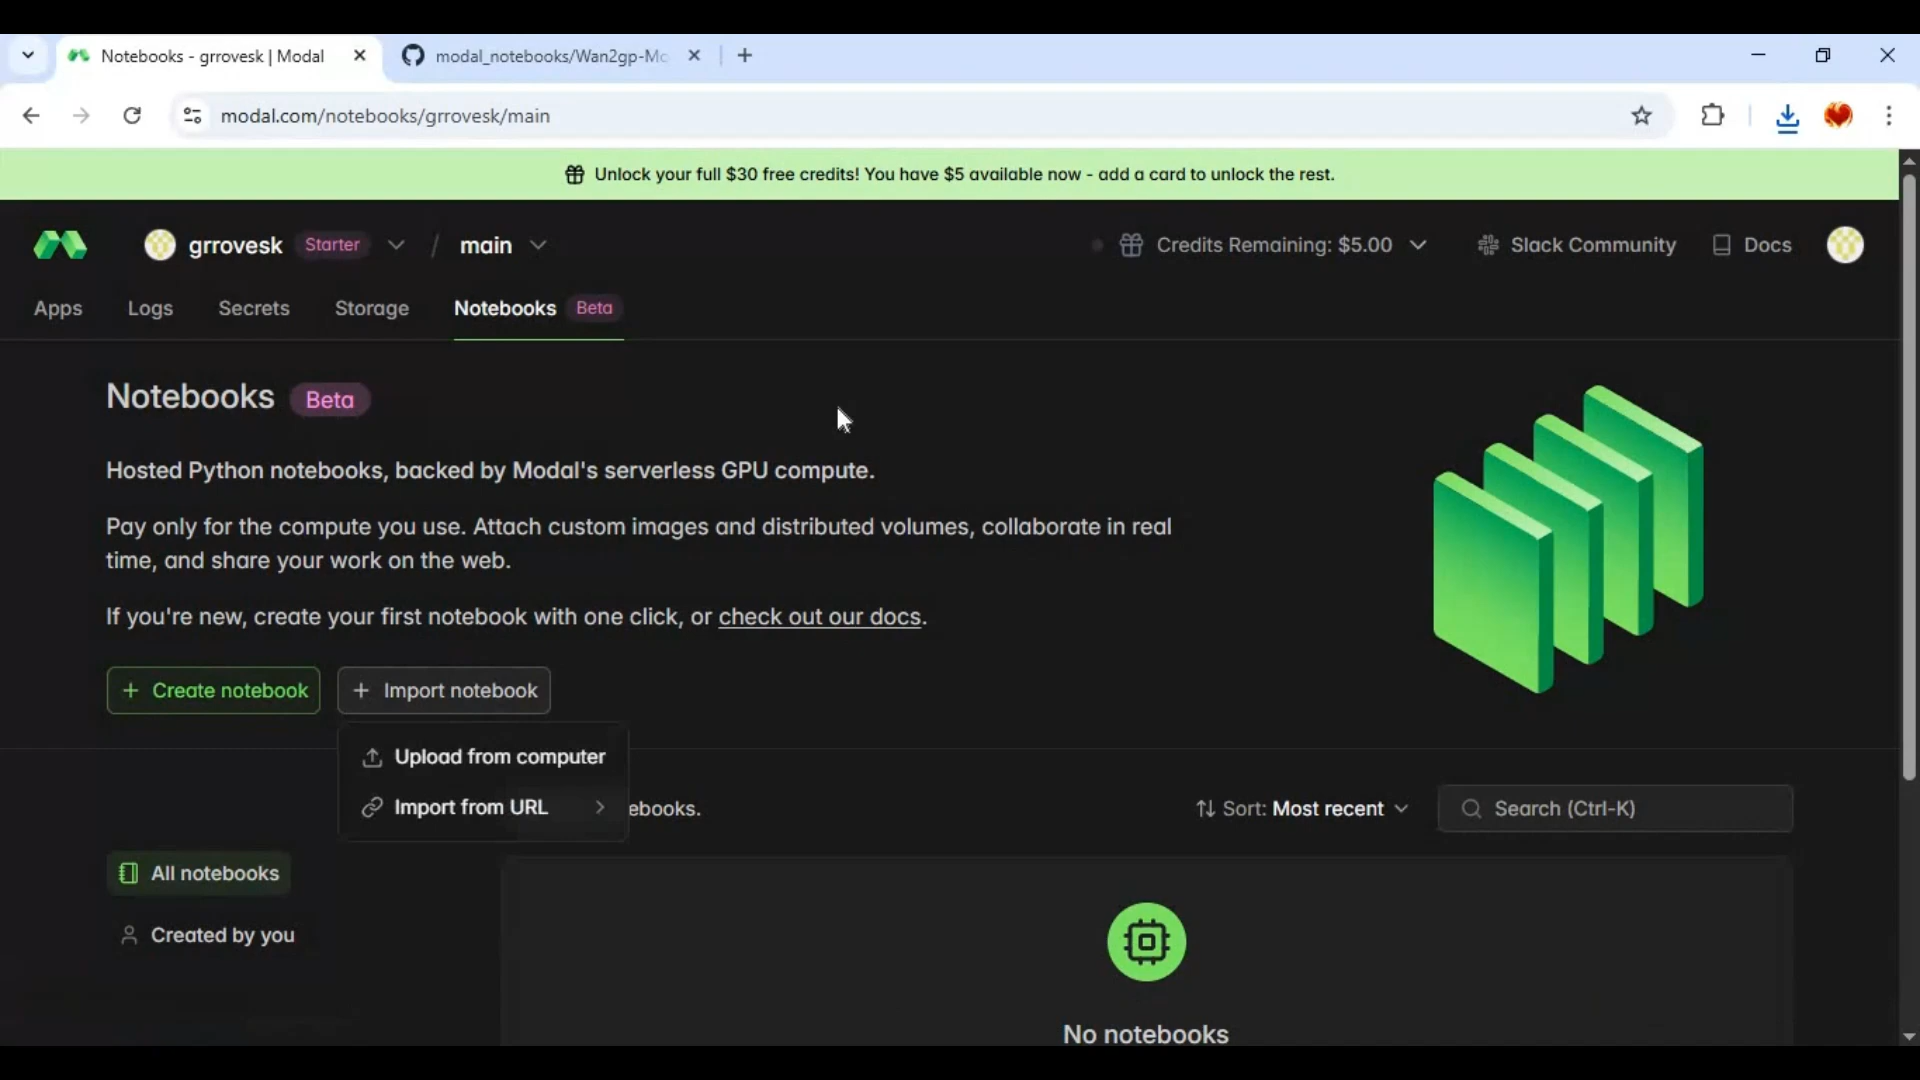 Notebooks - grrovesk | Modal
modal_notebooks/Wan2gp-Mo
modal.com/notebooks/grrovesk/main
Unlock your full $30 free credits! You have $5 available now - add a card to unlock the rest.
grrovesk Starter / main
Credits Remaining: $5.00
Slack Community
Docs
Apps
Logs
Secrets
Storage
Notebooks Beta
Notebooks Beta
Hosted Python notebooks, backed by Modal's serverless GPU compute.
Pay only for the compute you use. Attach custom images and distributed volumes, collaborate in real
time, and share your work on the web.
If you're new, create your first notebook with one click, or check out our docs.
+ Create notebook
+ Import notebook
Upload from computer
Import from URL
ebooks.
Sort: Most recent
Search (Ctrl-K)
All notebooks
Created by you
No notebooks